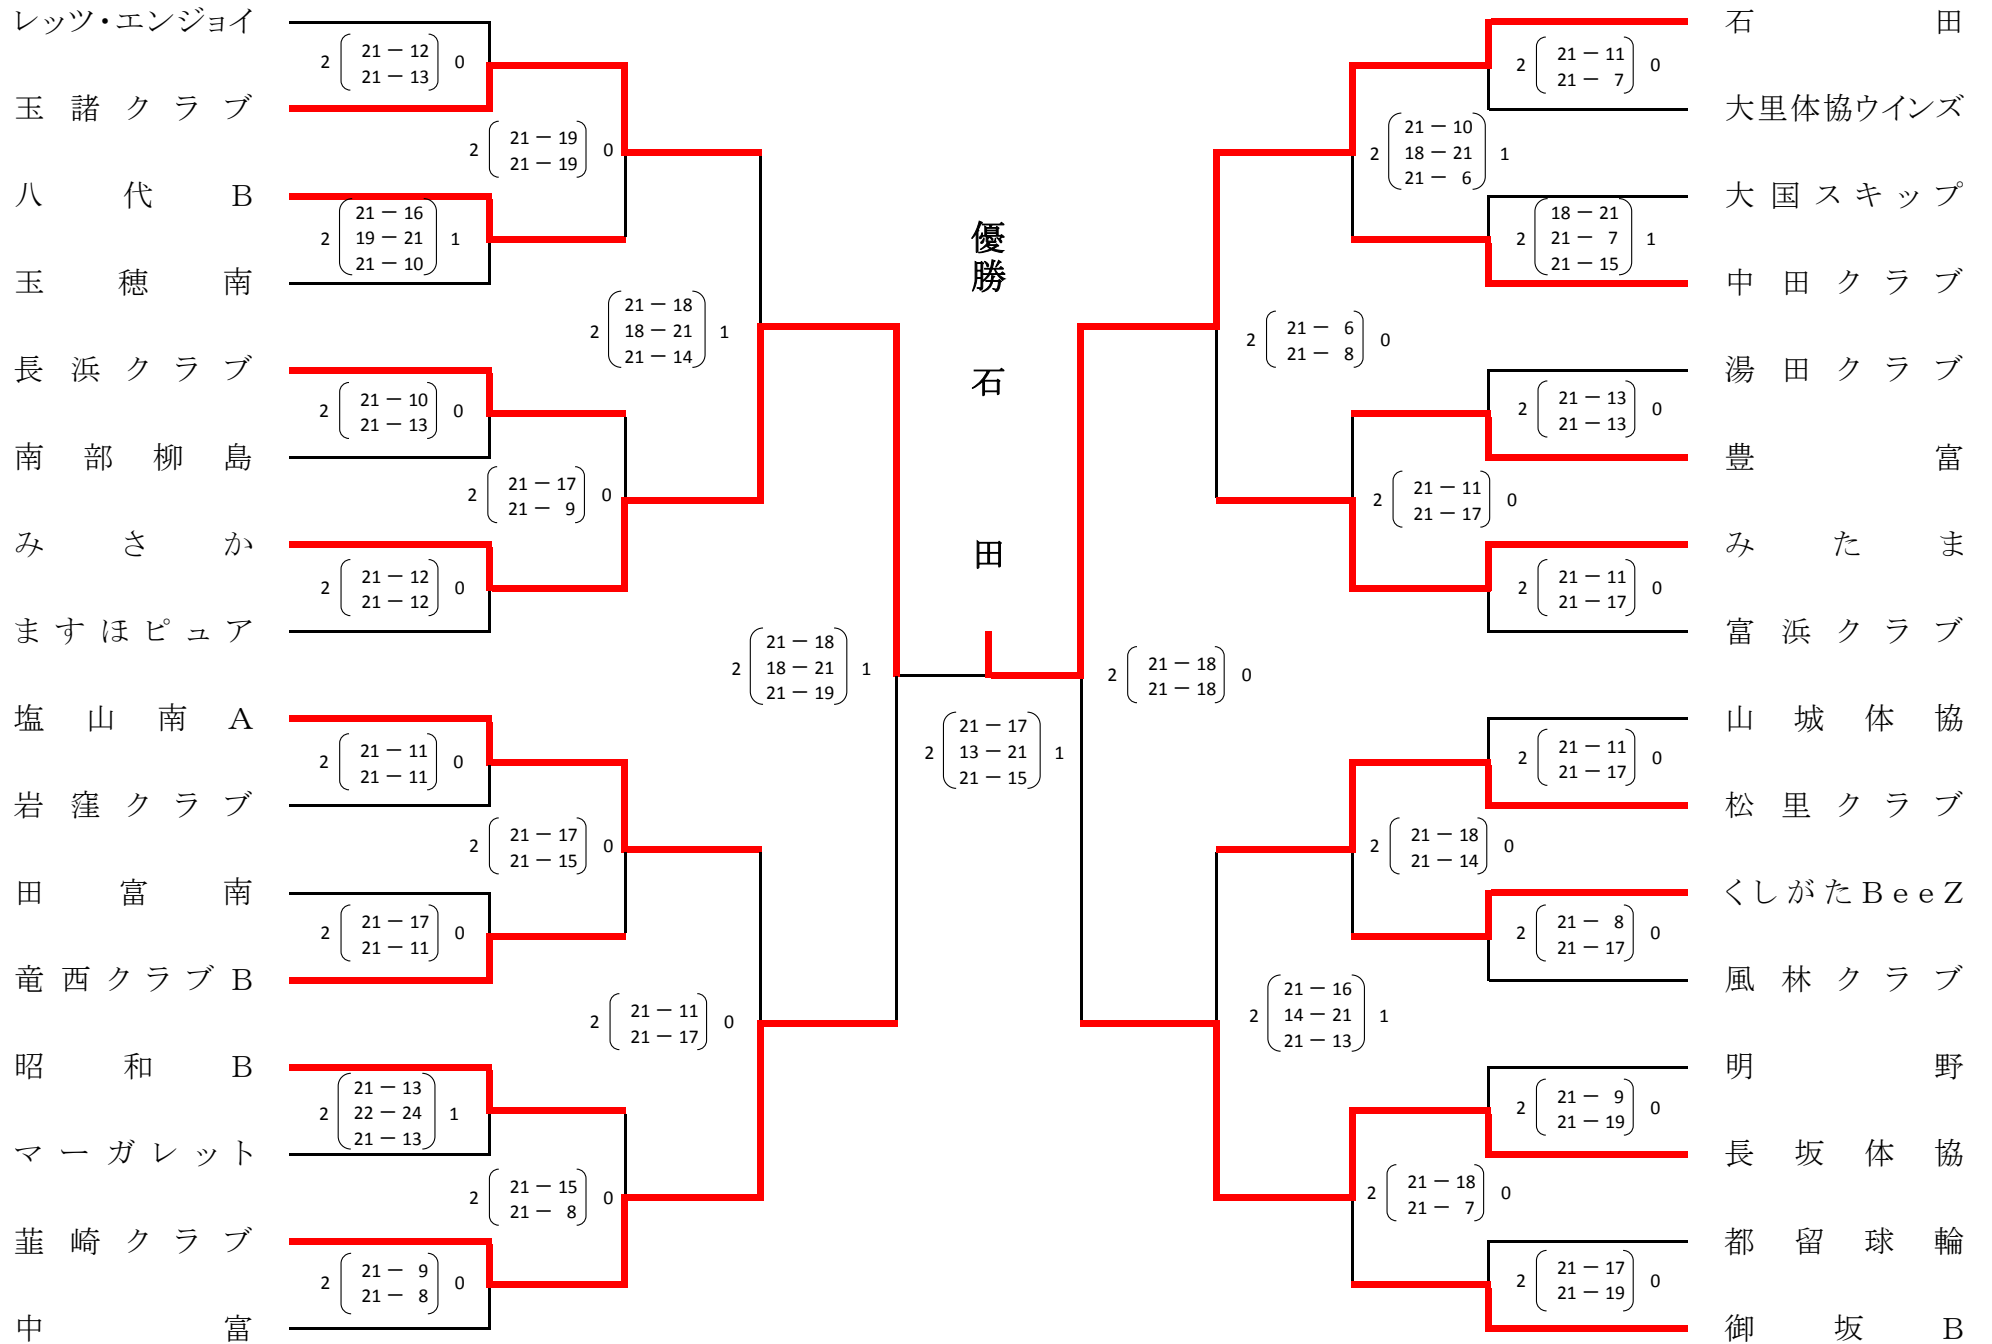 レッツ・エンジョイ
2 21－12 0
21－13
玉諸クラブ
2 21－19 0
21－19
八代B
2 21－16 1
19－21
21－10
玉穂南
2 21－18 1
18－21
21－14
長浜クラブ
2 21－10 0
21－13
南部柳島
2 21－17 0
21－9
みさか
2 21－12 0
21－12
ますほピュア
2 21－18 1
18－21
21－19
塩山南A
2 21－11 0
21－11
岩窪クラブ
2 21－17 0
21－15
田富南
2 21－17 0
21－11
竜西クラブB
2 21－11 0
21－17
昭和B
2 21－13 1
22－24
21－13
マーガレット
2 21－15 0
21－8
韮崎クラブ
2 21－9 0
21－8
中富
優勝 石田
2 21－17 1
13－21
21－15
石田
2 21－11 0
21－7
大里体協ウインズ
2 21－10 1
18－21
21－6
大国スキップ
2 18－21 1
21－7
21－15
中田クラブ
2 21－6 0
21－8
湯田クラブ
2 21－13 0
21－13
豊富
2 21－11 0
21－17
みたま
2 21－11 0
21－17
富浜クラブ
2 21－18 0
21－18
山城体協
2 21－11 0
21－17
松里クラブ
2 21－18 0
21－14
くしがたBeeZ
2 21－8 0
21－17
風林クラブ
2 21－16 1
14－21
21－13
明野
2 21－9 0
21－19
長坂体協
2 21－18 0
21－7
都留球輪
2 21－17 0
21－19
御坂B